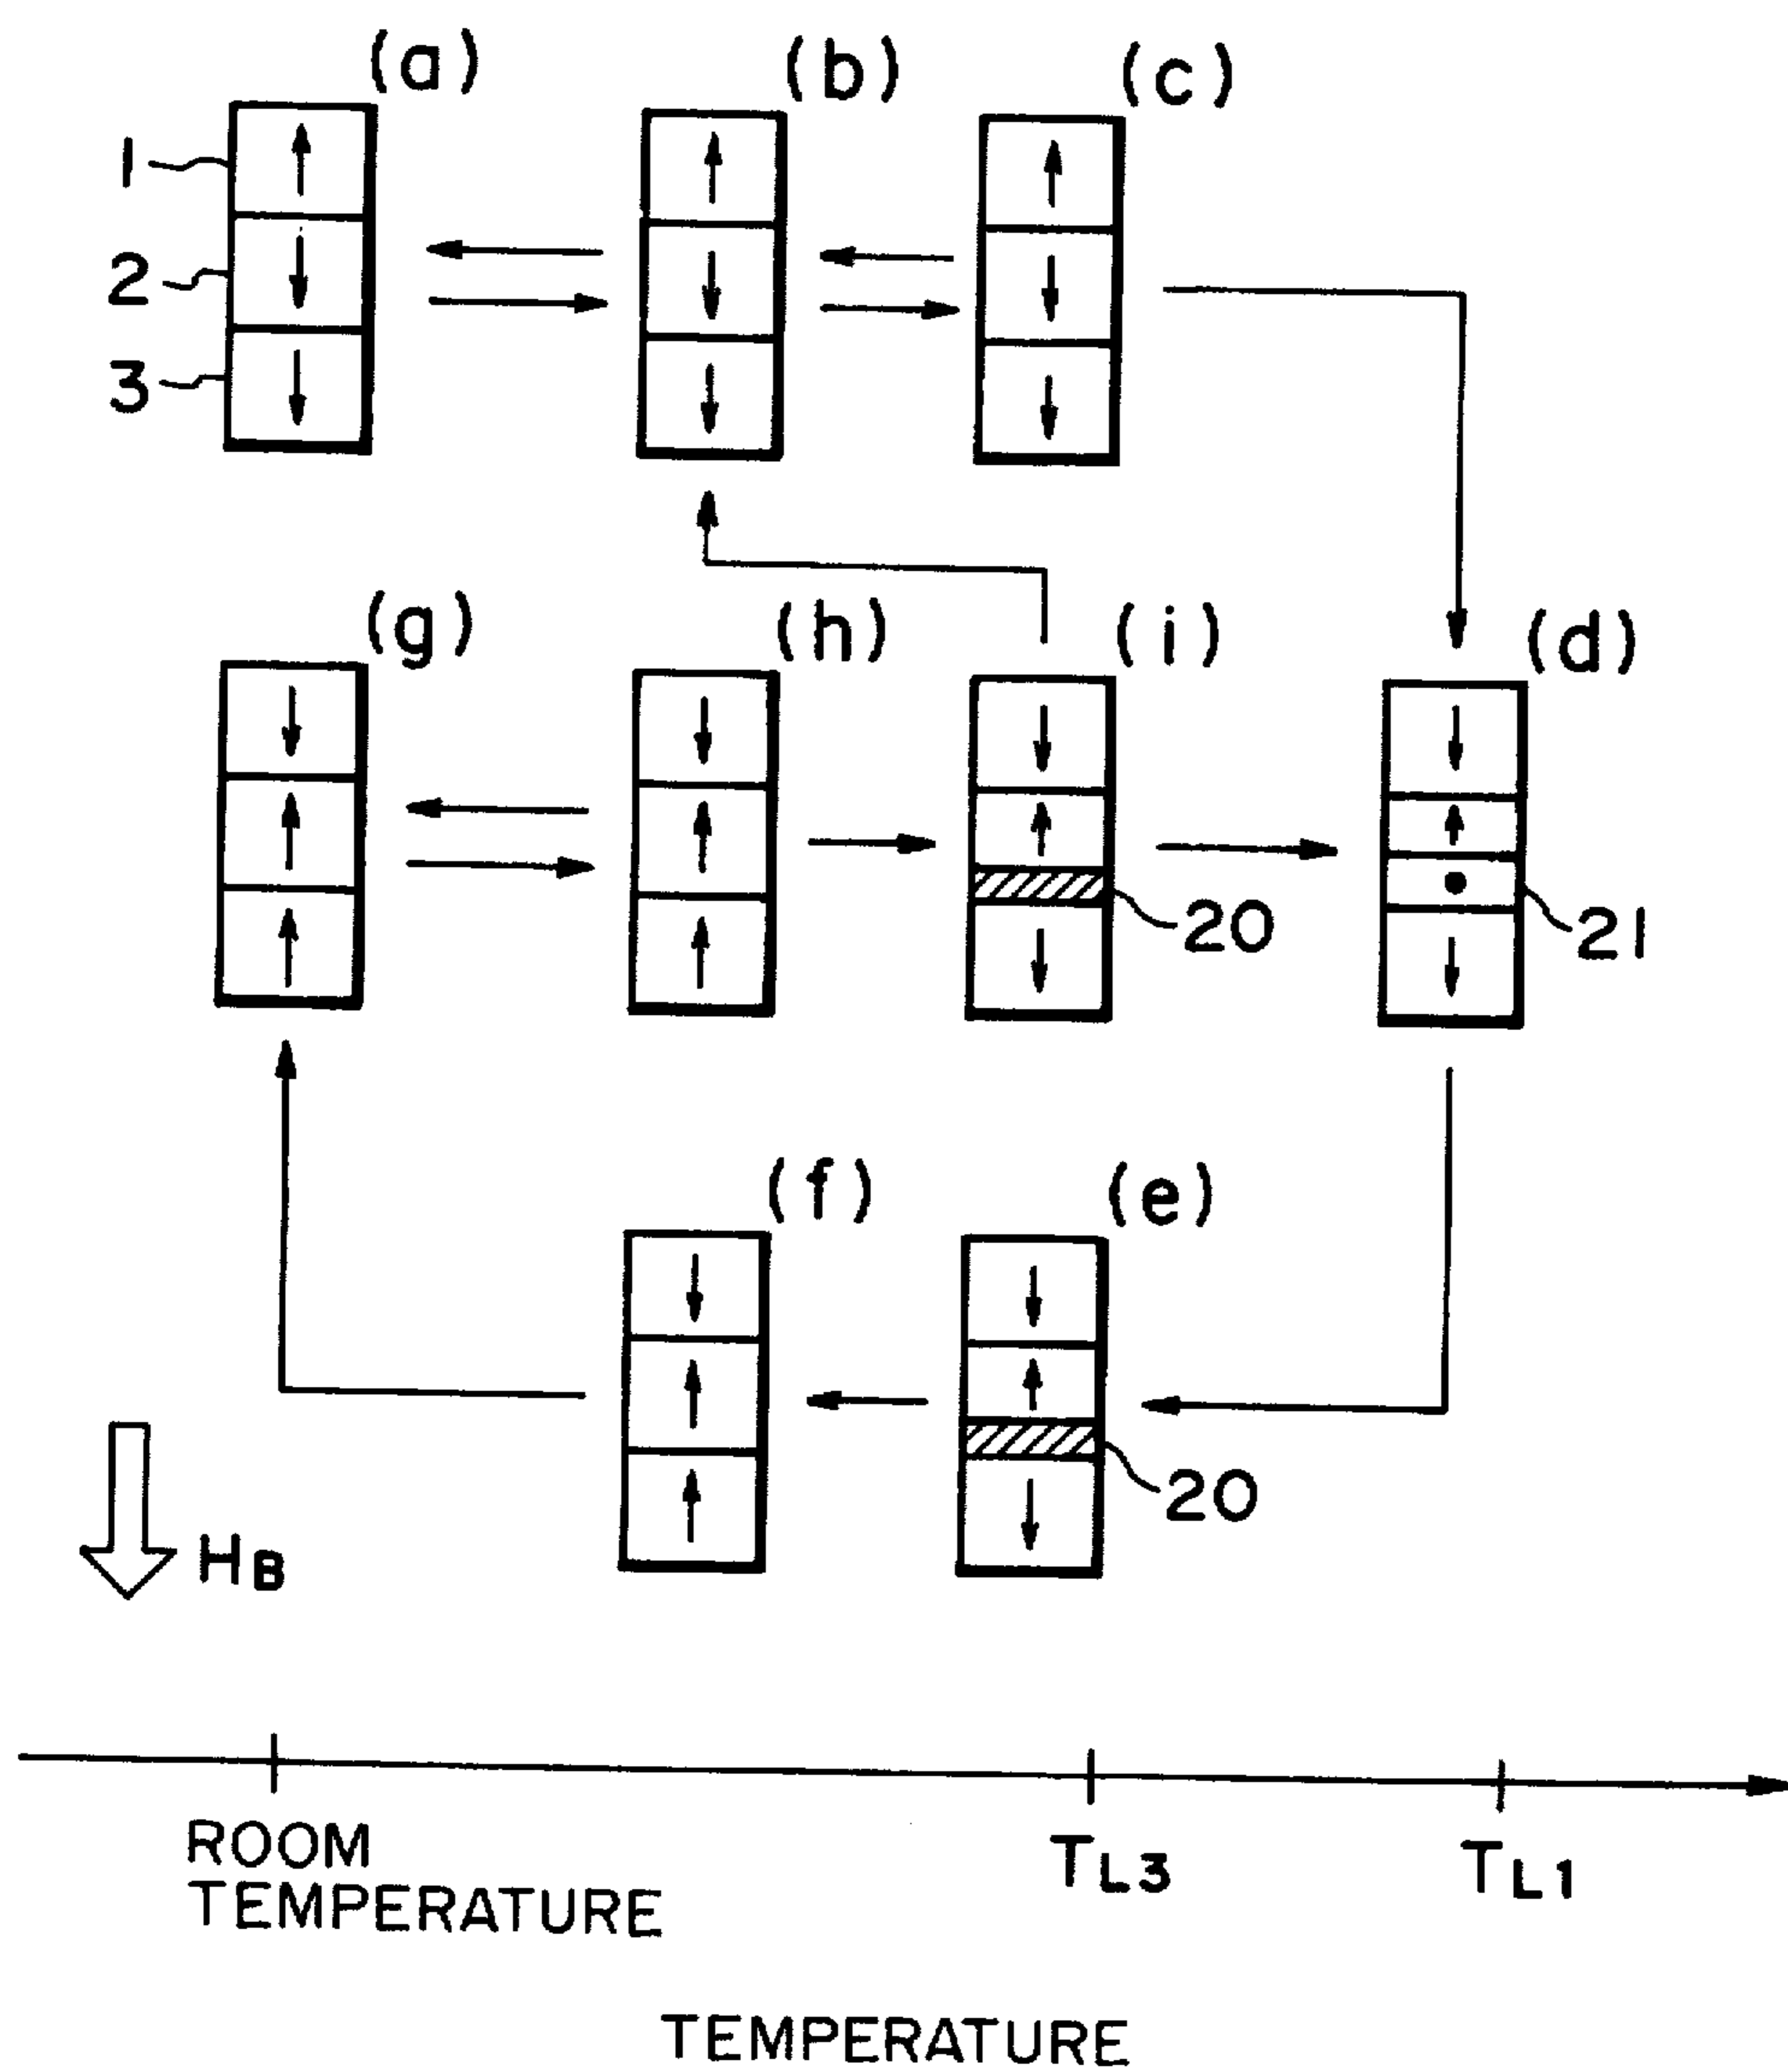 (a) (b) (c)
1
2
3
(g) (h) (i) (d)
20 21
(f) (e)
20
HB
ROOM TEMPERATURE
TL3 TL1
TEMPERATURE